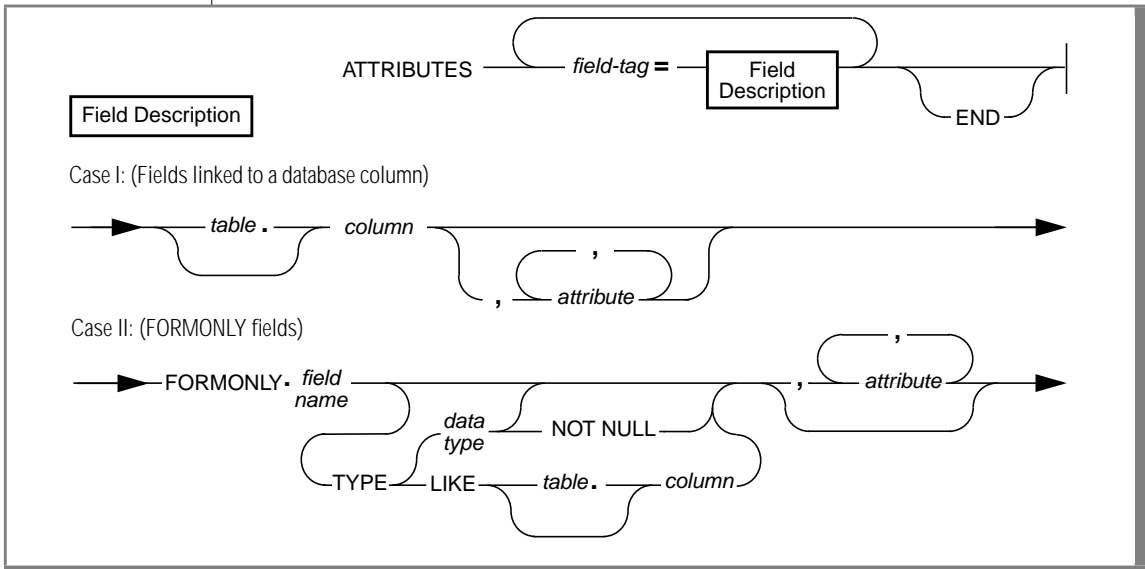 ATTRIBUTES field-tag = Field Description END
Field Description
Case I: (Fields linked to a database column)
table . column , attribute ,
Case II: (FORMONLY fields)
FORMONLY . field name , attribute ,
data type NOT NULL
TYPE LIKE table . column